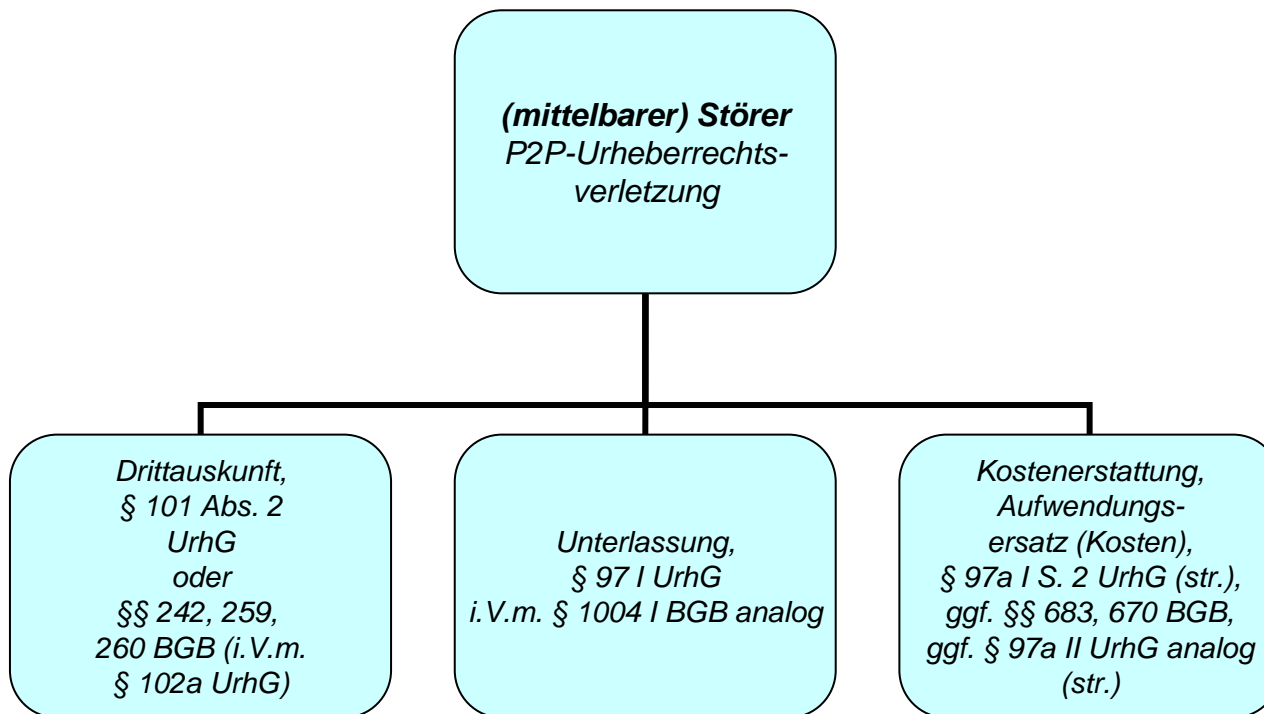 (mittelbarer) Störer
P2P-Urheberrechts-
verletzung
Drittauskunft,
§ 101 Abs. 2
UrhG
oder
§§ 242, 259,
260 BGB (i.V.m.
§ 102a UrhG)
Unterlassung,
§ 97 I UrhG
i.V.m. § 1004 I BGB analog
Kostenerstattung,
Aufwendungs-
ersatz (Kosten),
§ 97a I S. 2 UrhG (str.),
ggf. §§ 683, 670 BGB,
ggf. § 97a II UrhG analog
(str.)